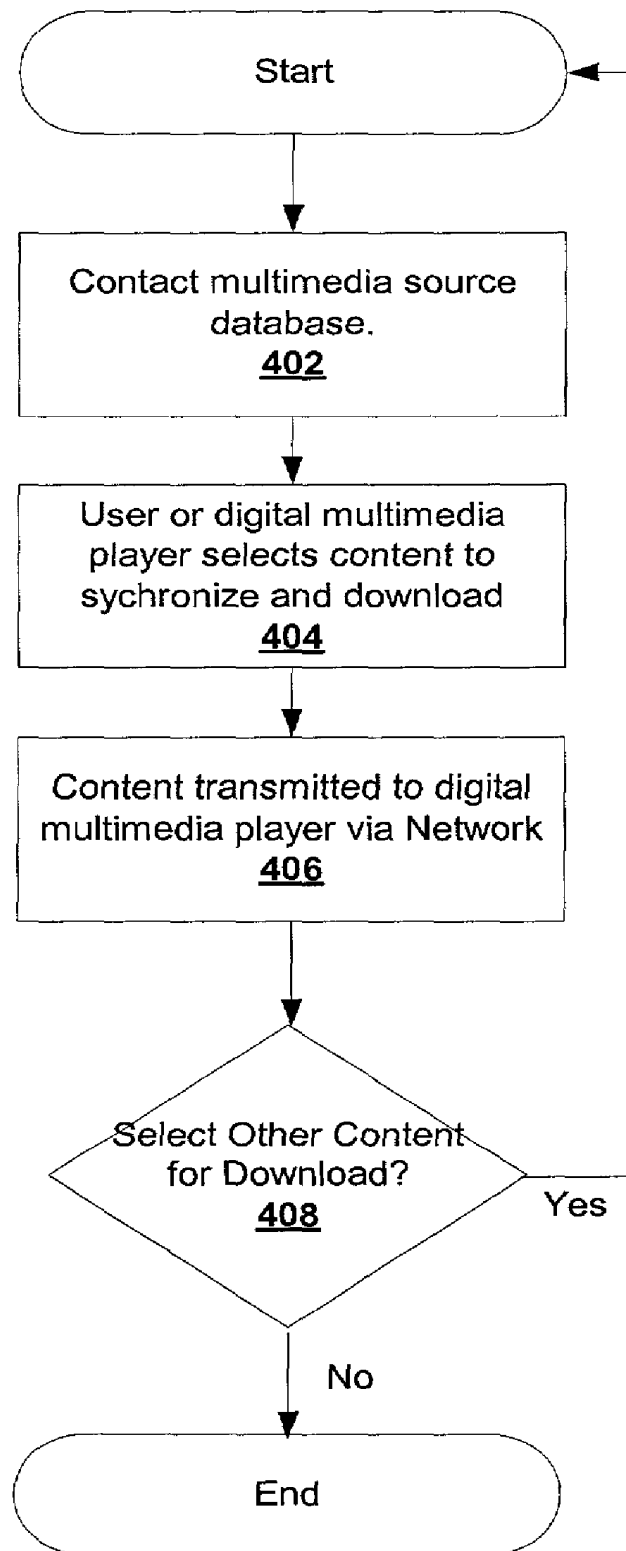 Start
Contact multimedia source
database.
402
User or digital multimedia
player selects content to
sychronize and download
404
Content transmitted to digital
multimedia player via Network
406
Select Other Content
for Download?
408
Yes
No
End